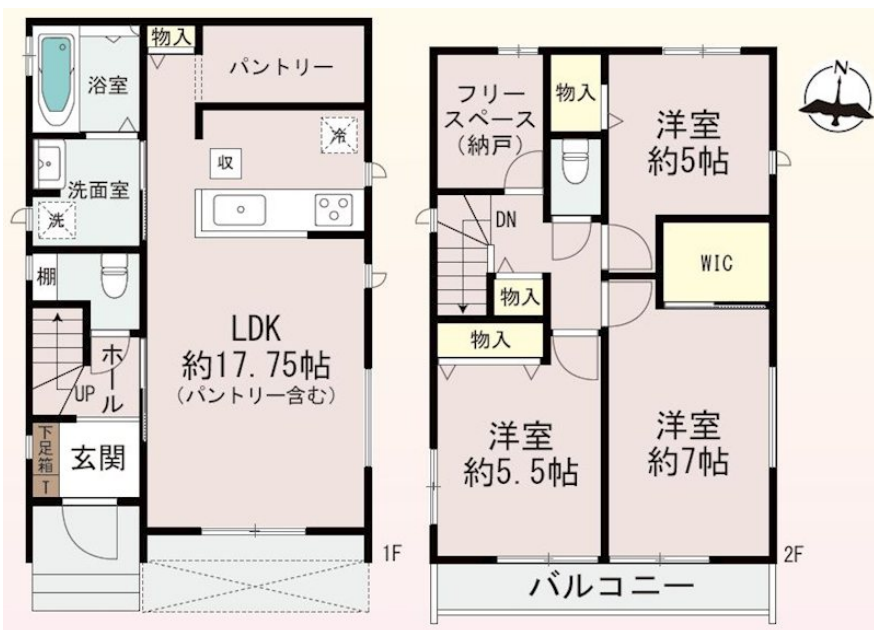 物入
パントリー
浴室
冷
収
洗面室
洗
棚
LDK
約17.75帖
(パントリー含む)
ホール
UP
下足箱
T
玄関
1F
N
フリー
スペース
(納戸)
物入
洋室
約5帖
DN
WIC
物入
物入
洋室
約5.5帖
洋室
約7帖
バルコニー
2F